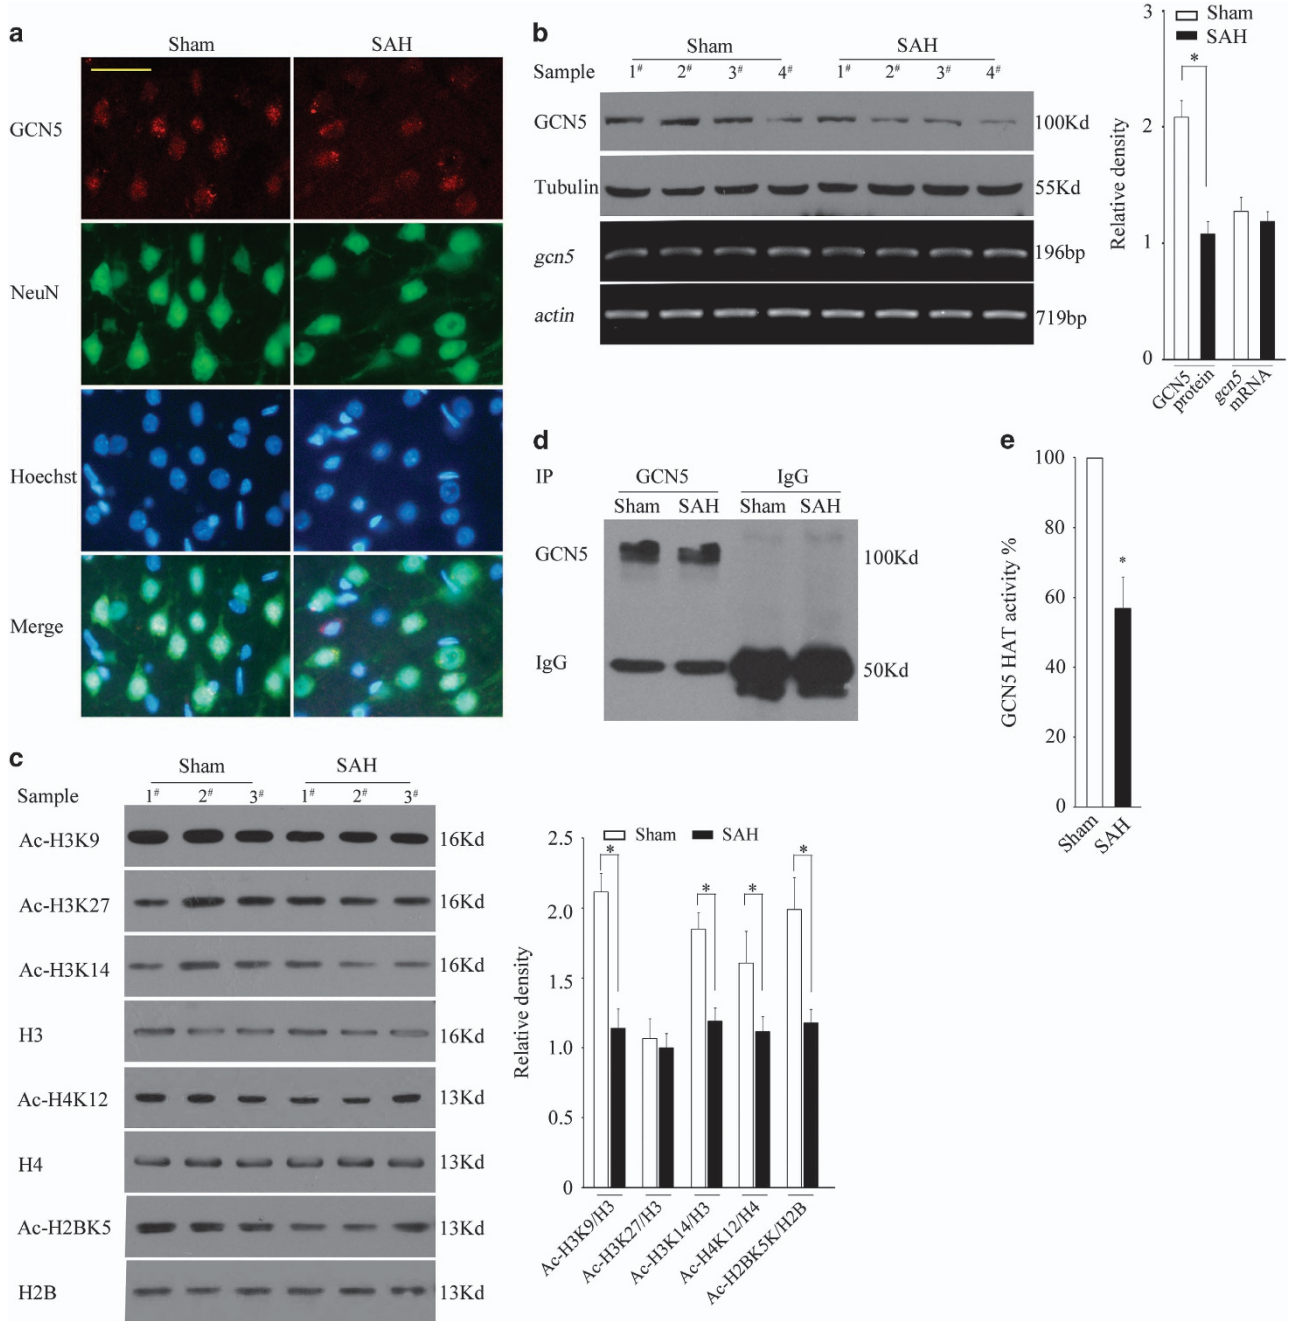 a
Sham SAH
GCN5
NeuN
Hoechst
Merge
b
Sham SAH
Sample 1# 2# 3# 4# 1# 2# 3# 4#
GCN5 100Kd
Tubulin 55Kd
gcn5 196bp
actin 719bp
Sham
SAH
3
2
1
0
Relative density
*
GCN5 protein
gcn5 mRNA
d
IP GCN5 IgG
Sham SAH Sham SAH
GCN5 100Kd
IgG 50Kd
e
100
80
60
40
20
0
GCN5 HAT activity %
*
Sham
SAH
c
Sham SAH
Sample 1# 2# 3# 1# 2# 3#
Ac-H3K9 16Kd
Ac-H3K27 16Kd
Ac-H3K14 16Kd
H3 16Kd
Ac-H4K12 13Kd
H4 13Kd
Ac-H2BK5 13Kd
H2B 13Kd
Sham SAH
2.5
2.0
1.5
1.0
0.5
0
Relative density
* * * *
Ac-H3K9/H3
Ac-H3K27/H3
Ac-H3K14/H3
Ac-H4K12/H4
Ac-H2BK5K/H2B